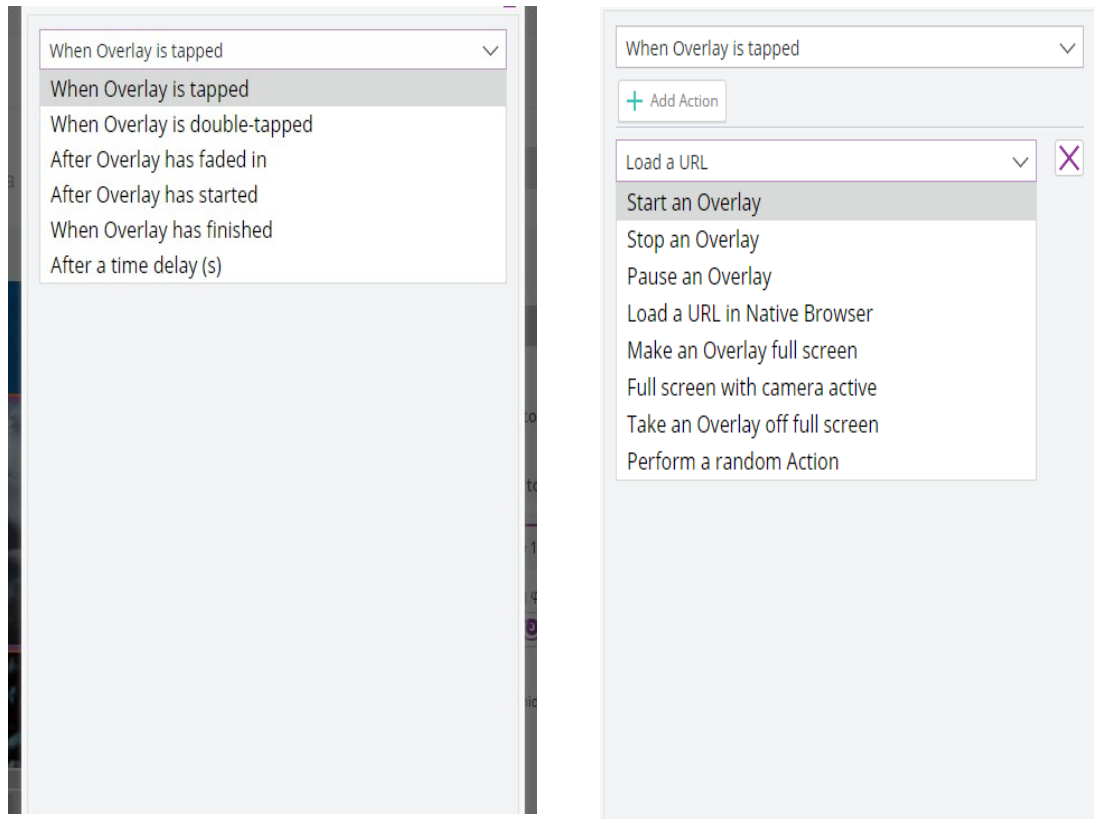 When Overlay is tapped
When Overlay is tapped
When Overlay is double-tapped
After Overlay has faded in
After Overlay has started
When Overlay has finished
After a time delay (s)
When Overlay is tapped
+ Add Action
Load a URL
X
Start an Overlay
Stop an Overlay
Pause an Overlay
Load a URL in Native Browser
Make an Overlay full screen
Full screen with camera active
Take an Overlay off full screen
Perform a random Action